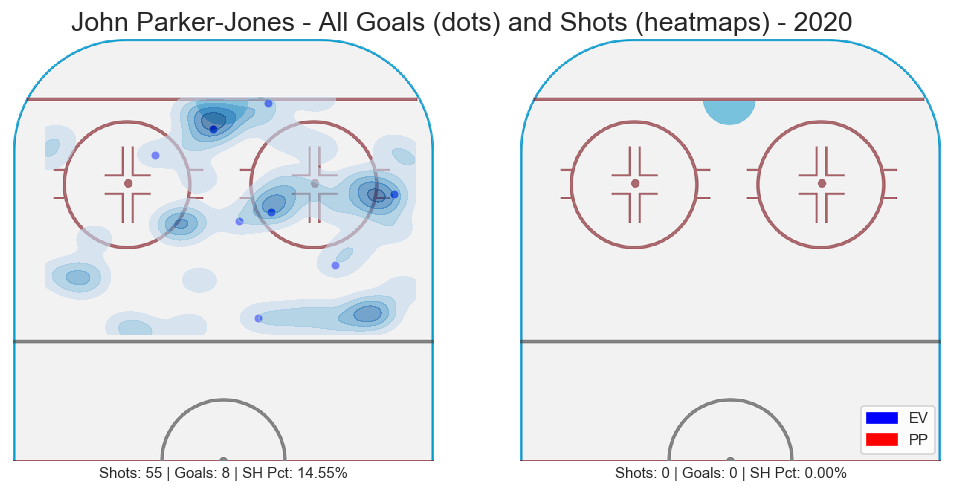 John Parker-Jones - All Goals (dots) and Shots (heatmaps) - 2020
EV
PP
Shots: 55 | Goals: 8 | SH Pct: 14.55%
Shots: 0 | Goals: 0 | SH Pct: 0.00%